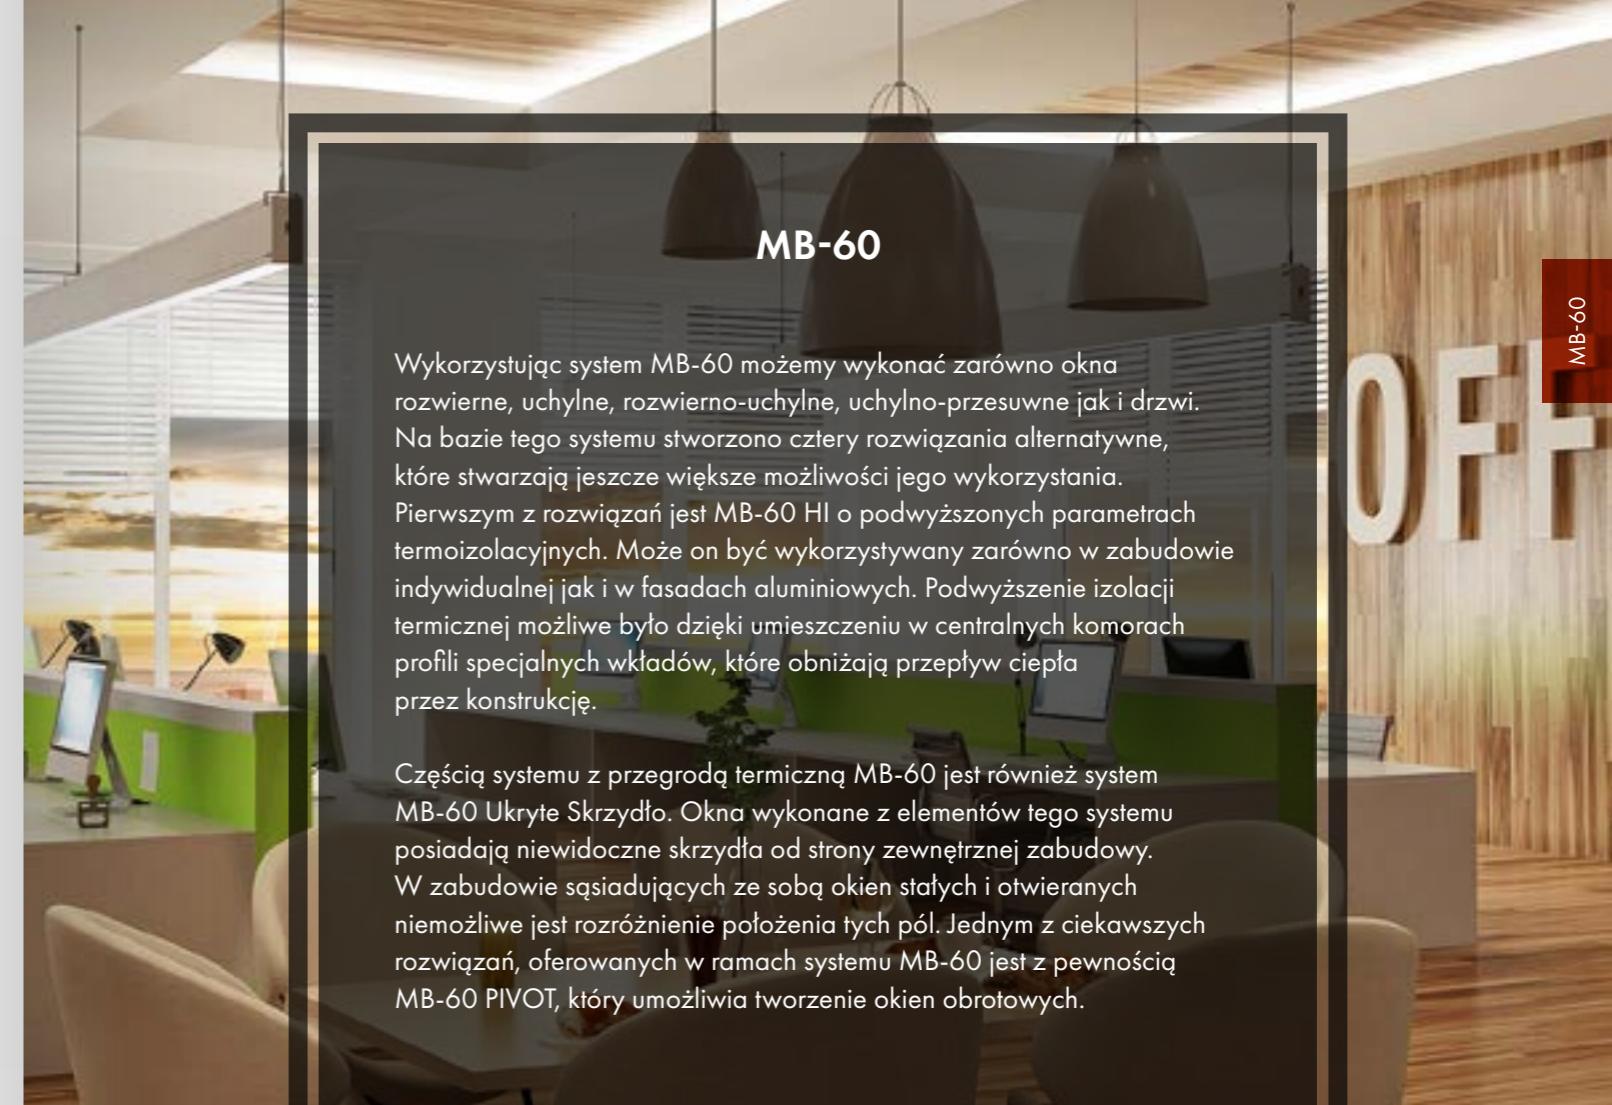 MB-60
MB-60
OFF
Wykorzystując system MB-60 możemy wykonać zarówno okna
rozwierne, uchylne, rozwierno-uchylne, uchylno-przesuwne jak i drzwi.
Na bazie tego systemu stworzono cztery rozwiązania alternatywne,
które stwarzają jeszcze większe możliwości jego wykorzystania.
Pierwszym z rozwiązań jest MB-60 HI o podwyższonych parametrach
termoizolacyjnych. Może on być wykorzystywany zarówno w zabudowie
indywidualnej jak i w fasadach aluminiowych. Podwyższenie izolacji
termicznej możliwe było dzięki umieszczeniu w centralnych komorach
profili specjalnych wkładów, które obniżają przepływ ciepła
przez konstrukcję.
Częścią systemu z przegrodą termiczną MB-60 jest również system
MB-60 Ukryte Skrzydło. Okna wykonane z elementów tego systemu
posiadają niewidoczne skrzydła od strony zewnętrznej zabudowy.
W zabudowie sąsiadujących ze sobą okien stałych i otwieranych
niemożliwe jest rozróżnienie położenia tych pól. Jednym z ciekawszych
rozwiązań, oferowanych w ramach systemu MB-60 jest z pewnością
MB-60 PIVOT, który umożliwia tworzenie okien obrotowych.